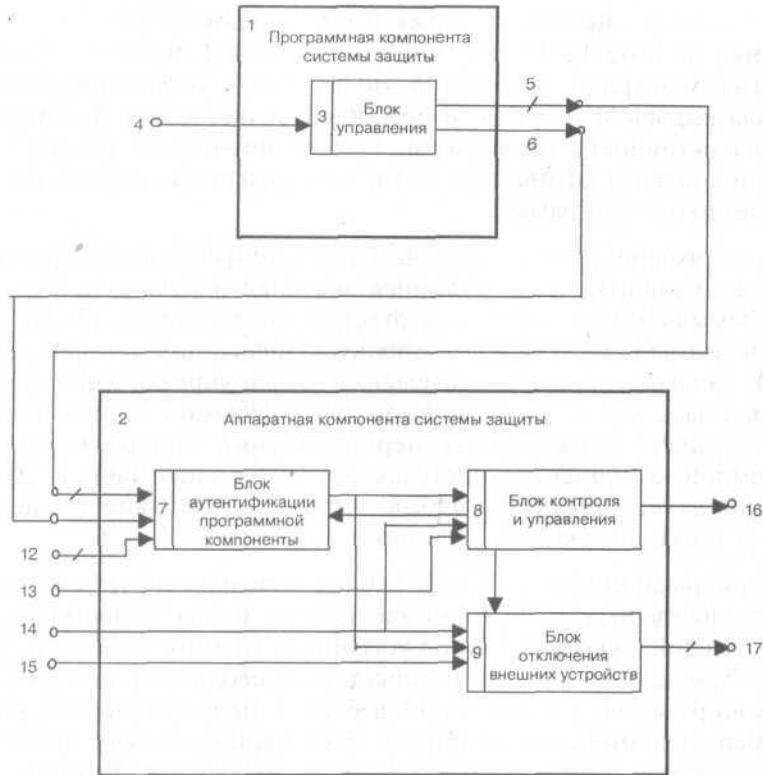 1
Программная компонента
системы защиты
5
3
Блок
управления
4
6
2
Аппаратная компонента системы защиты
7
Блок
аутентификации
программной
компоненты
8
Блок контроля
и управления
16
12
13
14
15
9
Блок
отключения
внешних устройств
17